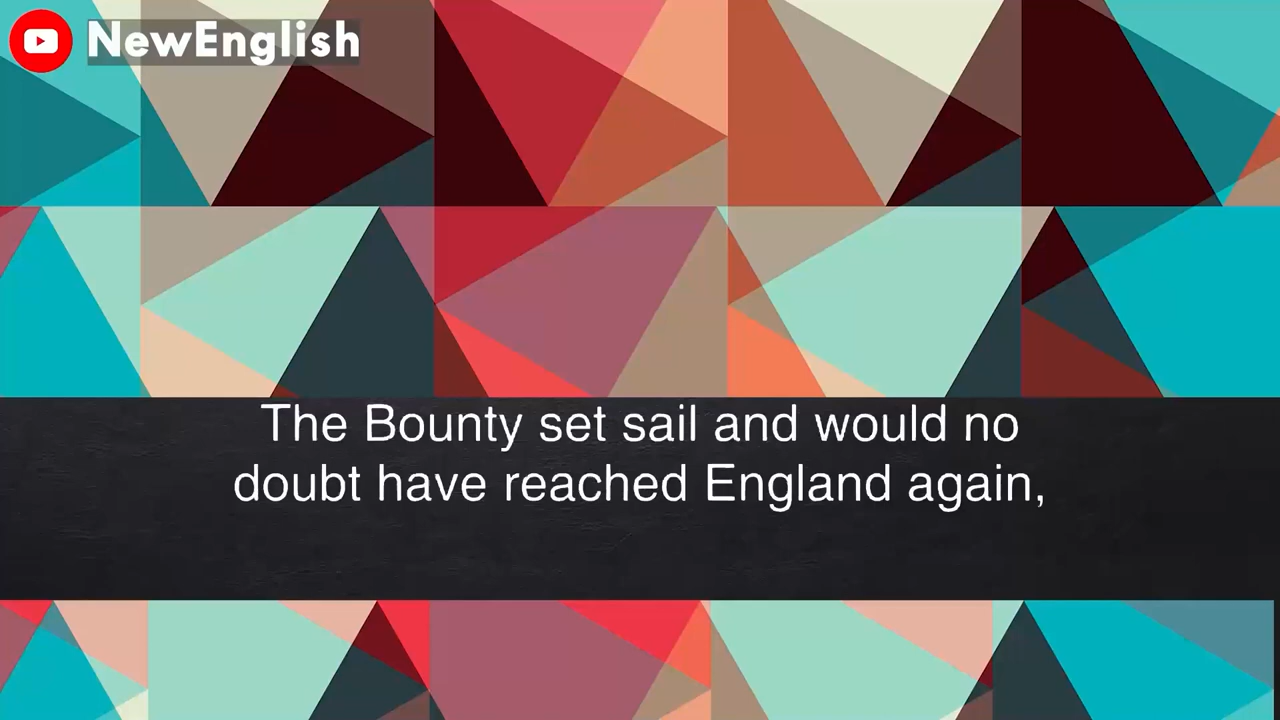 NewEnglish
The Bounty set sail and would no
doubt have reached England again,